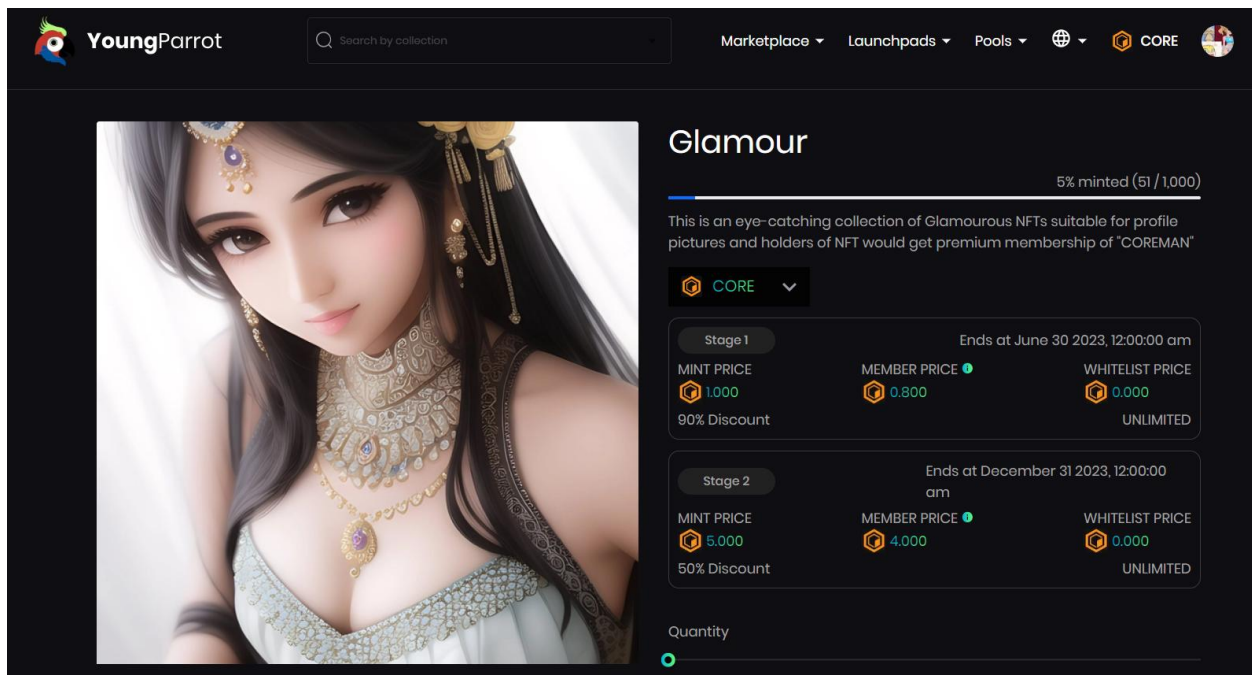 YoungParrot
Search by collection
Marketplace
Launchpads
Pools
CORE
Glamour
5% minted (51 / 1,000)
This is an eye-catching collection of Glamourous NFTs suitable for profile
pictures and holders of NFT would get premium membership of "COREMAN"
CORE
Stage 1
Ends at June 30 2023, 12:00:00 am
MINT PRICE
MEMBER PRICE
WHITELIST PRICE
1.000
0.800
0.000
90% Discount
UNLIMITED
Stage 2
Ends at December 31 2023, 12:00:00
am
MINT PRICE
MEMBER PRICE
WHITELIST PRICE
5.000
4.000
0.000
50% Discount
UNLIMITED
Quantity